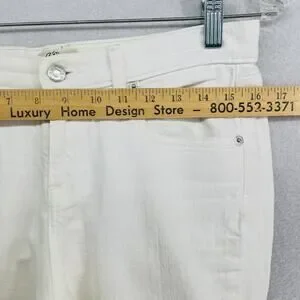 7 8 9 10 11 12 13 14 15 16 17
Luxury Home Design Store – 800-552-3371